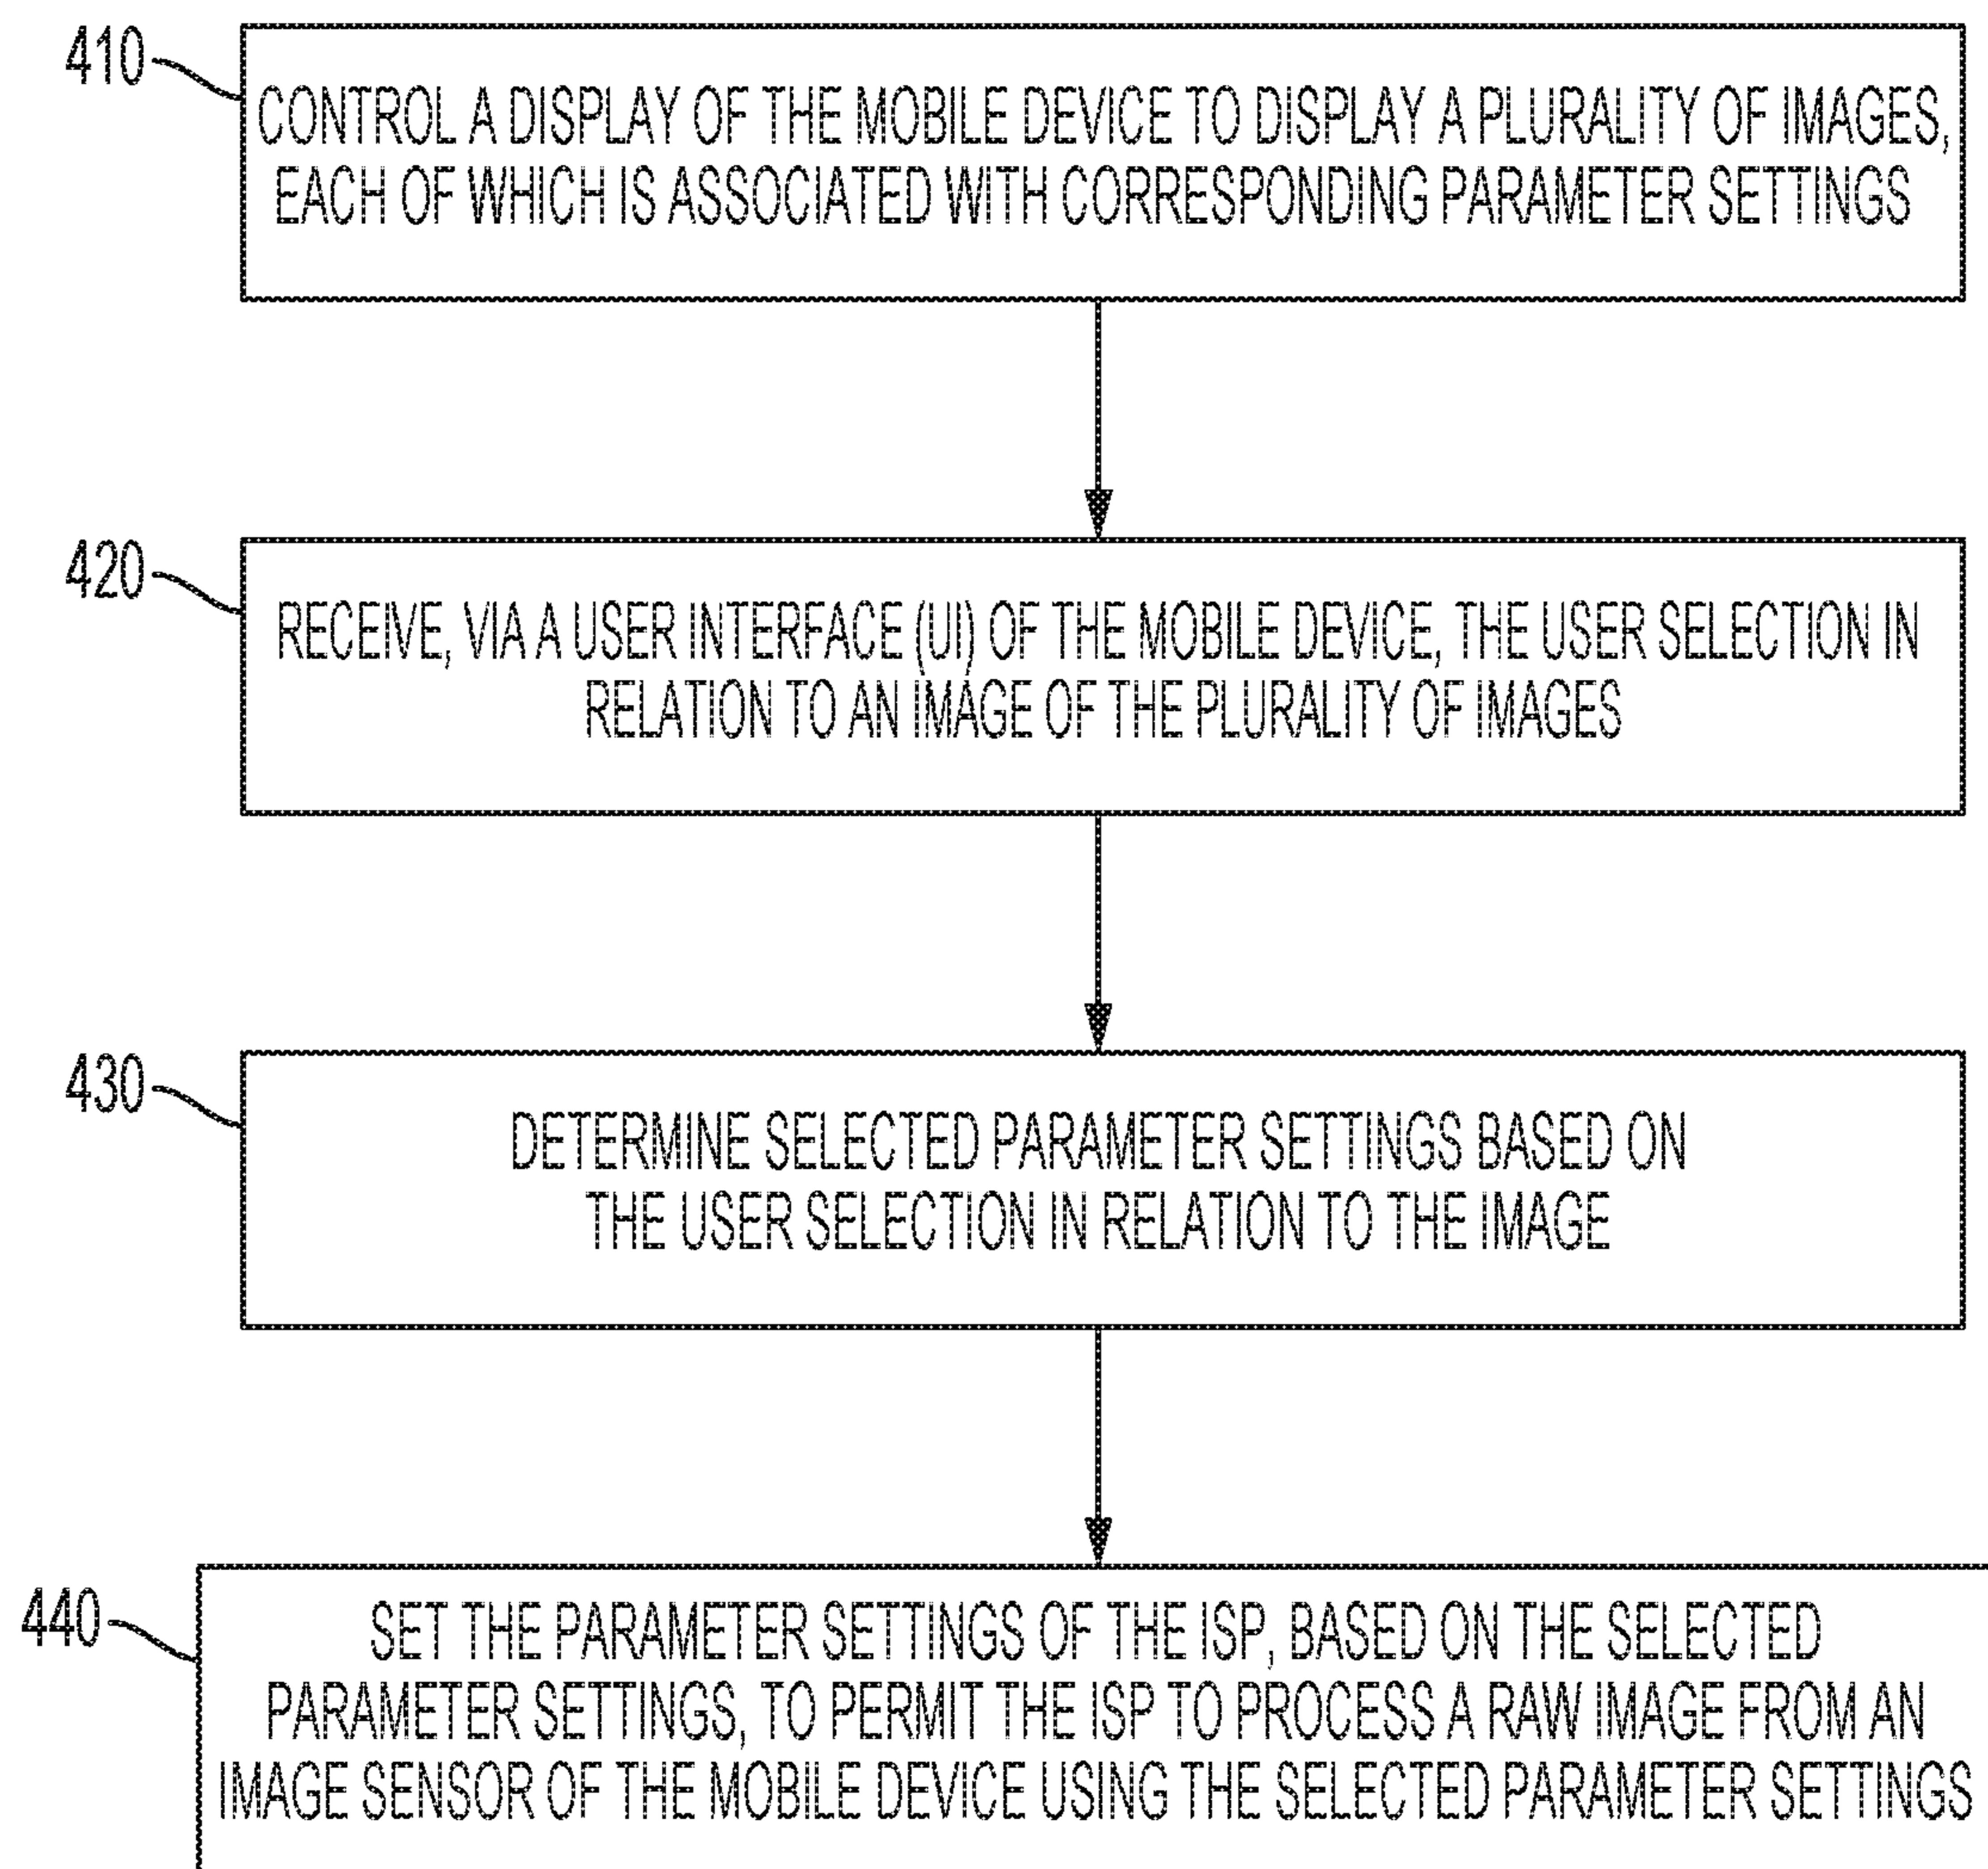 410
CONTROL A DISPLAY OF THE MOBILE DEVICE TO DISPLAY A PLURALITY OF IMAGES,
EACH OF WHICH IS ASSOCIATED WITH CORRESPONDING PARAMETER SETTINGS
420
RECEIVE, VIA A USER INTERFACE (UI) OF THE MOBILE DEVICE, THE USER SELECTION IN
RELATION TO AN IMAGE OF THE PLURALITY OF IMAGES
430
DETERMINE SELECTED PARAMETER SETTINGS BASED ON
THE USER SELECTION IN RELATION TO THE IMAGE
440
SET THE PARAMETER SETTINGS OF THE ISP, BASED ON THE SELECTED
PARAMETER SETTINGS, TO PERMIT THE ISP TO PROCESS A RAW IMAGE FROM AN
IMAGE SENSOR OF THE MOBILE DEVICE USING THE SELECTED PARAMETER SETTINGS